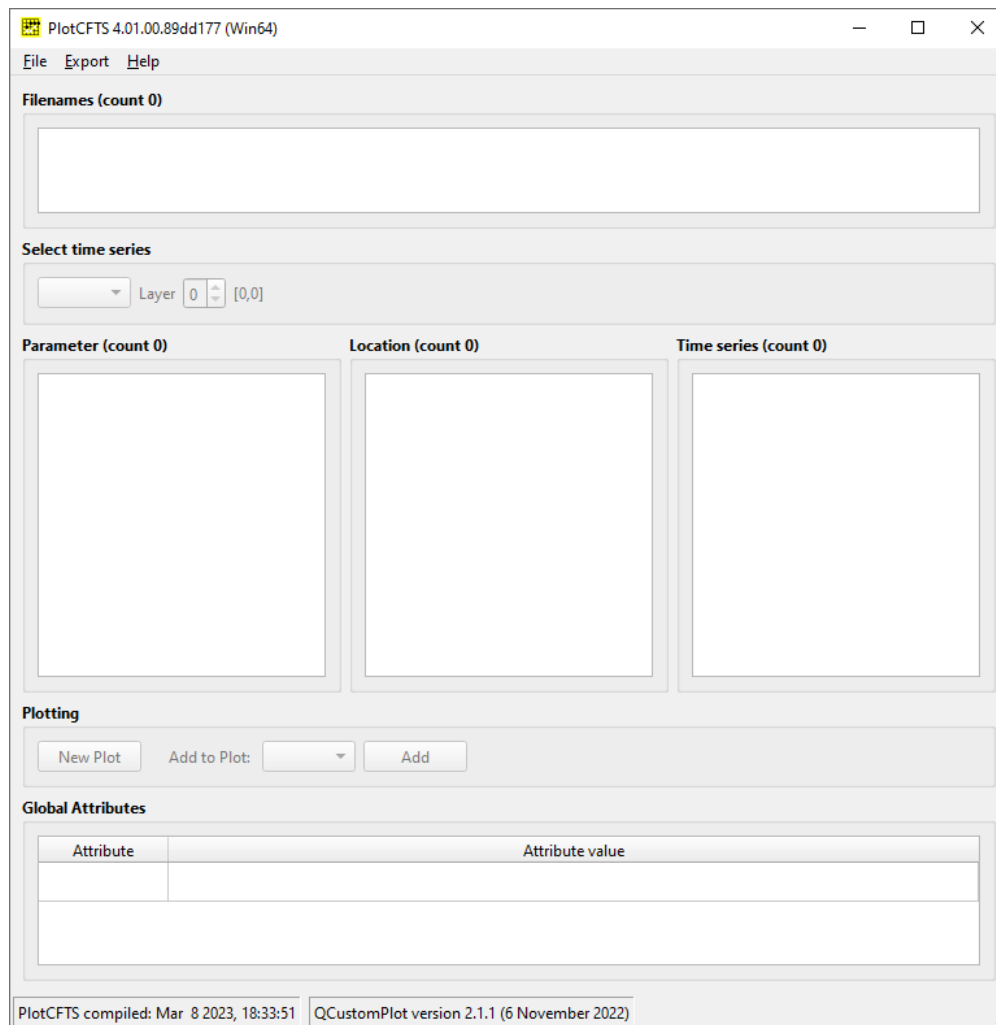 PlotCFTS 4.01.00.89dd177 (Win64)
File Export Help
Filenames (count 0)
Select time series
Layer 0 [0,0]
Parameter (count 0) Location (count 0) Time series (count 0)
Plotting
New Plot Add to Plot: Add
Global Attributes
Attribute Attribute value
PlotCFTS compiled: Mar 8 2023, 18:33:51 QCustomPlot version 2.1.1 (6 November 2022)